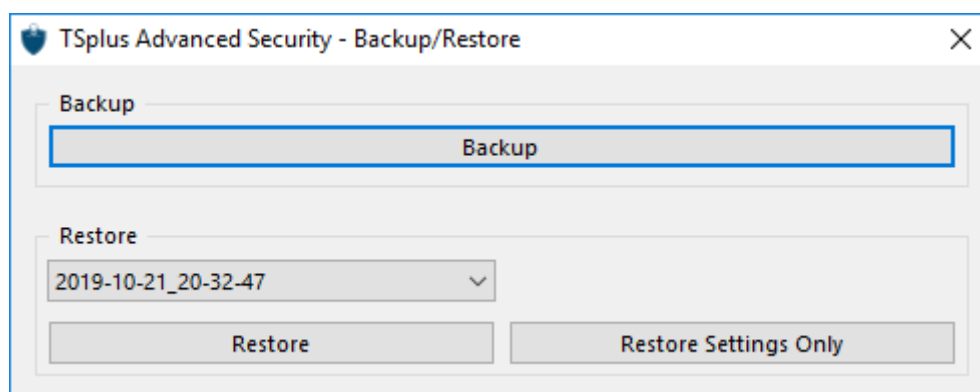 TSplus Advanced Security - Backup/Restore
Backup
Backup
Restore
2019-10-21_20-32-47
Restore Restore Settings Only